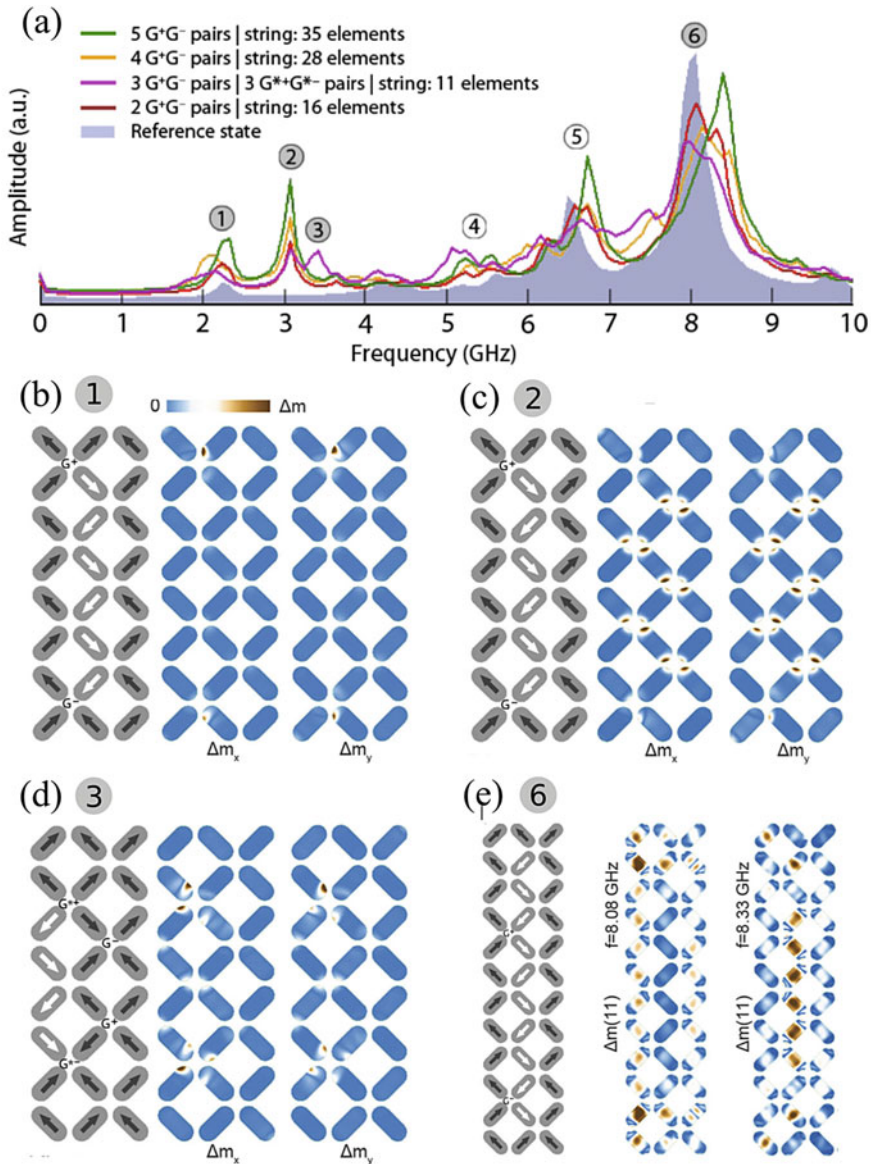 (a)
5 G⁺G⁻ pairs | string: 35 elements
4 G⁺G⁻ pairs | string: 28 elements
3 G⁺G⁻ pairs | 3 G*⁺G*⁻ pairs | string: 11 elements
2 G⁺G⁻ pairs | string: 16 elements
Reference state
Amplitude (a.u.)
1
2
3
4
5
6
0 1 2 3 4 5 6 7 8 9 10
Frequency (GHz)
(b) 1
0 Δm
G⁺
G⁻
Δmₓ Δm_y
(c) 2
G⁺
G⁻
Δmₓ Δm_y
(d) 3
G*⁺
G⁻
G⁺
G*⁻
Δmₓ Δm_y
(e) 6
f=8.08 GHz
Δm(11)
f=8.33 GHz
Δm(11)